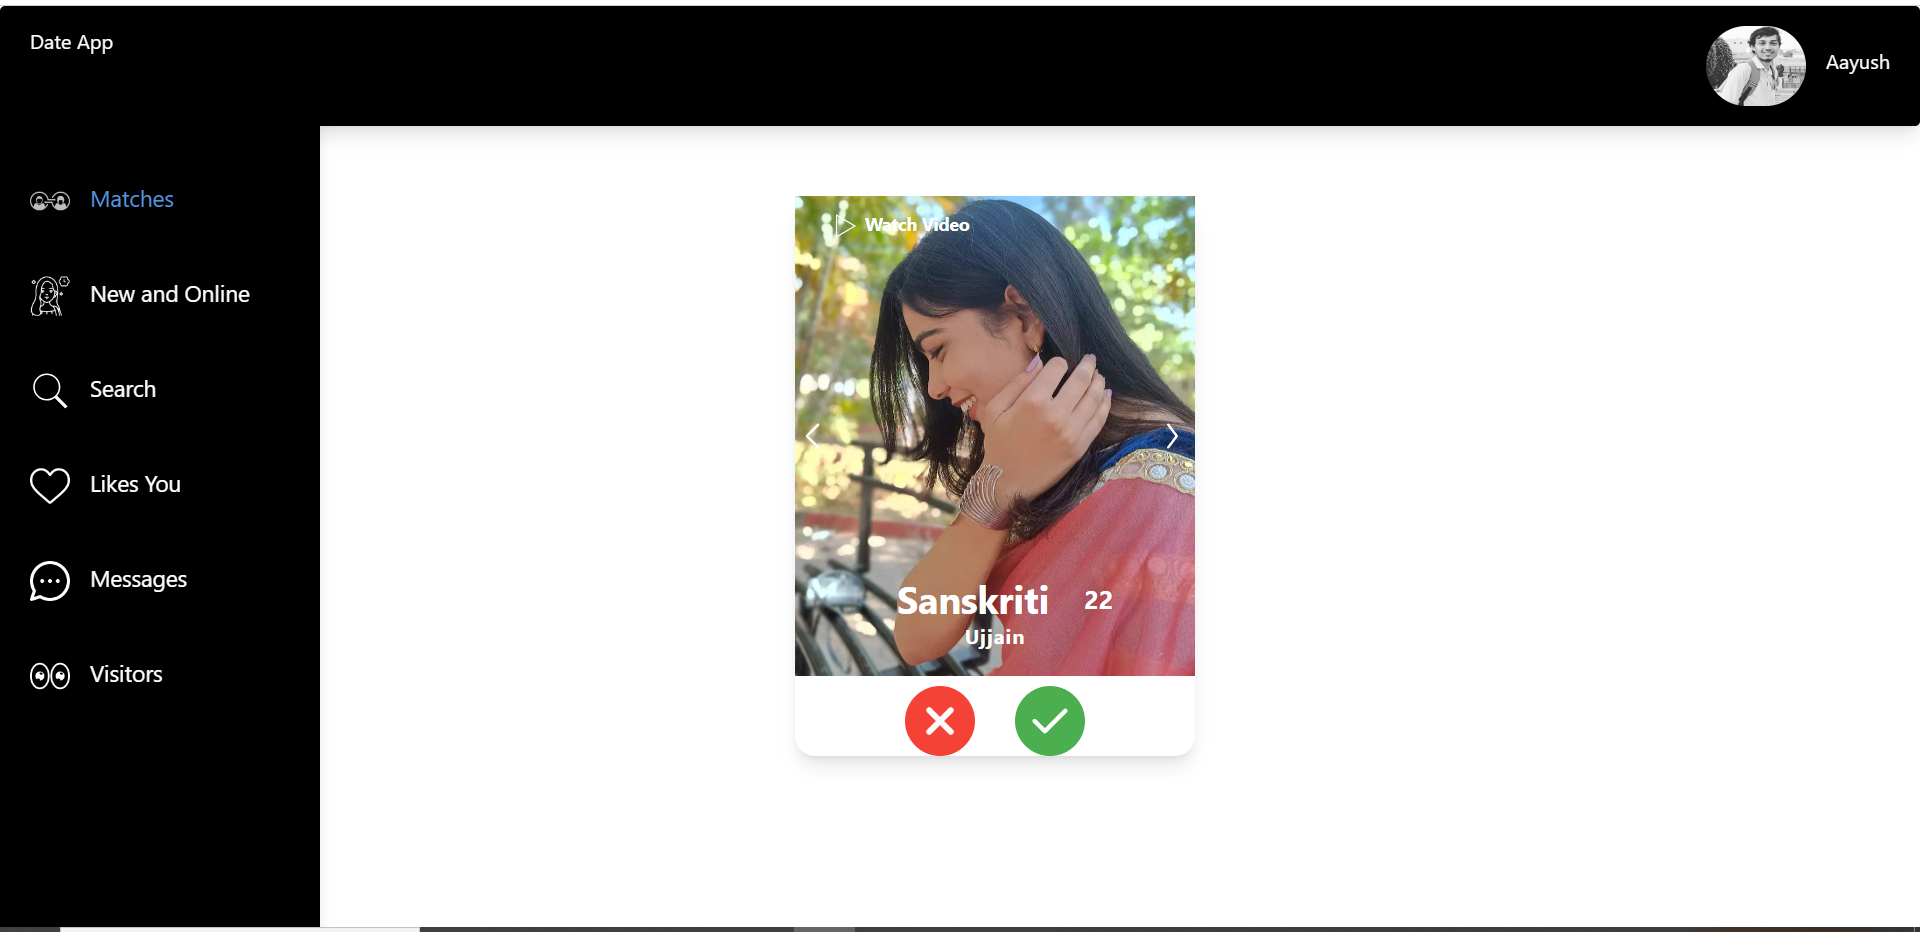 Date App
Aayush
Matches
New and Online
Search
Likes You
Messages
Visitors
Watch Video
Sanskriti 22
Ujjain